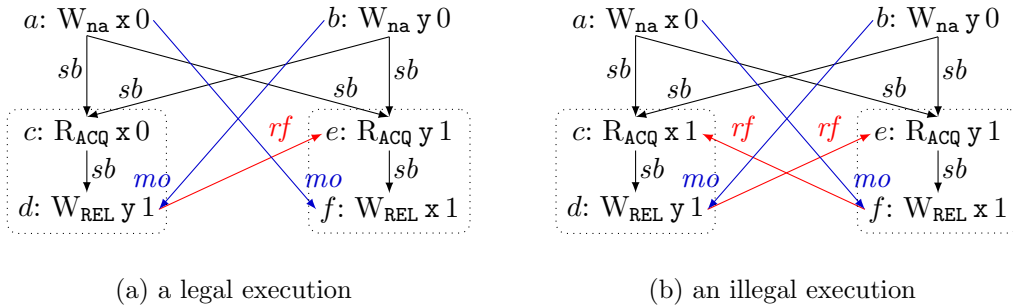 a: W_na x 0 b: W_na y 0 a: W_na x 0 b: W_na y 0
sb sb sb sb
sb sb sb sb
c: R_ACQ x 0 rf e: R_ACQ y 1 c: R_ACQ x 1 rf rf e: R_ACQ y 1
sb sb sb sb
mo mo mo mo
d: W_REL y 1 f: W_REL x 1 d: W_REL y 1 f: W_REL x 1
(a) a legal execution (b) an illegal execution